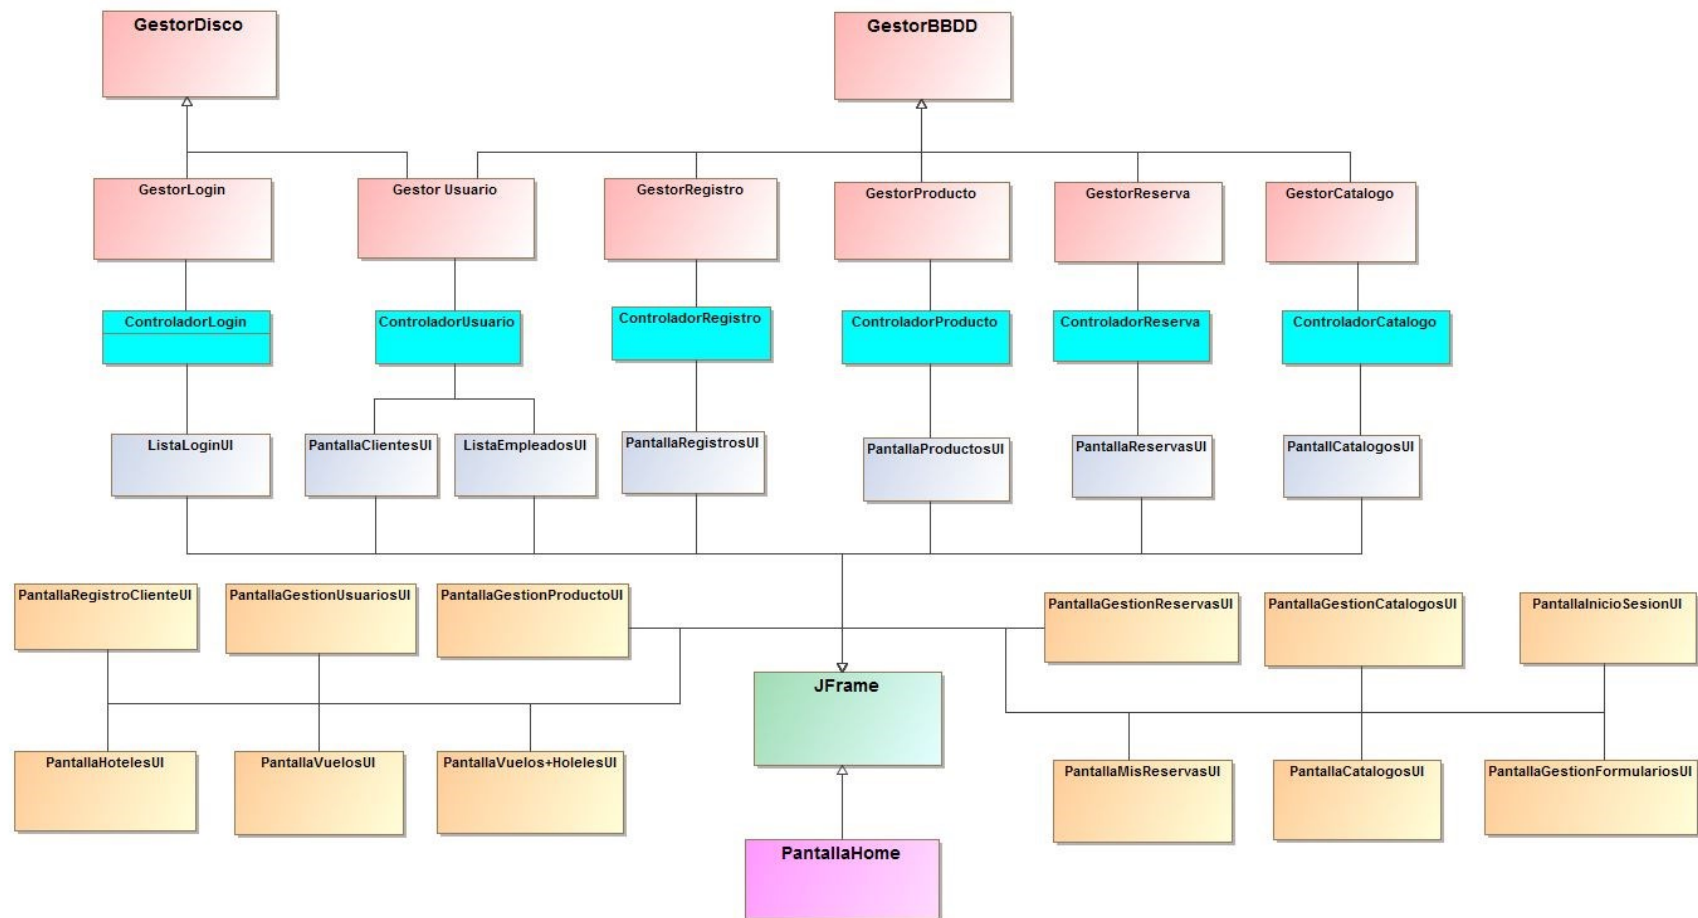 GestorDisco
GestorBBDD
GestorLogin
Gestor Usuario
GestorRegistro
GestorProducto
GestorReserva
GestorCatalogo
ControladorLogin
ControladorUsuario
ControladorRegistro
ControladorProducto
ControladorReserva
ControladorCatalogo
ListaLoginUI
PantallaClientesUI
ListaEmpleadosUI
PantallaRegistrosUI
PantallaProductosUI
PantallaReservasUI
PantallCatalogosUI
PantallaRegistroClienteUI
PantallaGestionUsuariosUI
PantallaGestionProductoUI
PantallaGestionReservasUI
PantallaGestionCatalogosUI
PantallaInicioSesionUI
JFrame
PantallaHotelesUI
PantallaVuelosUI
PantallaVuelos+HolelesUI
PantallaMisReservasUI
PantallaCatalogosUI
PantallaGestionFormulariosUI
PantallaHome